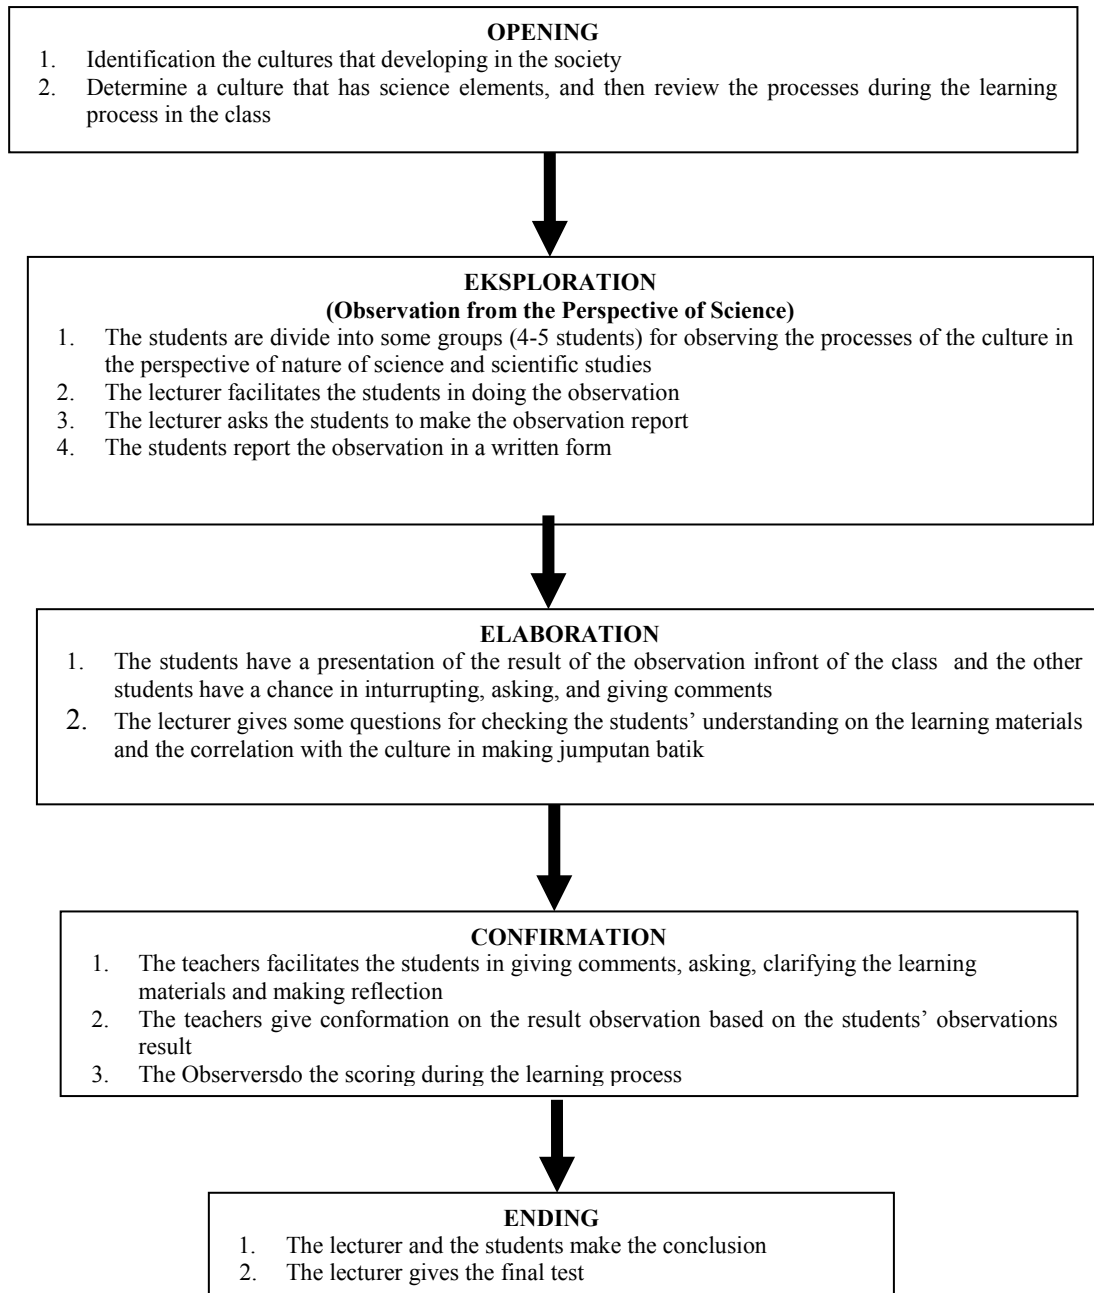 OPENING
1. Identification the cultures that developing in the society
2. Determine a culture that has science elements, and then review the processes during the learning
process in the class
EKSPLORATION
(Observation from the Perspective of Science)
1. The students are divide into some groups (4-5 students) for observing the processes of the culture in
the perspective of nature of science and scientific studies
2. The lecturer facilitates the students in doing the observation
3. The lecturer asks the students to make the observation report
4. The students report the observation in a written form
ELABORATION
1. The students have a presentation of the result of the observation infront of the class and the other
students have a chance in inturrupting, asking, and giving comments
2. The lecturer gives some questions for checking the students’ understanding on the learning materials
and the correlation with the culture in making jumputan batik
CONFIRMATION
1. The teachers facilitates the students in giving comments, asking, clarifying the learning
materials and making reflection
2. The teachers give conformation on the result observation based on the students’ observations
result
3. The Observersdo the scoring during the learning process
ENDING
1. The lecturer and the students make the conclusion
2. The lecturer gives the final test